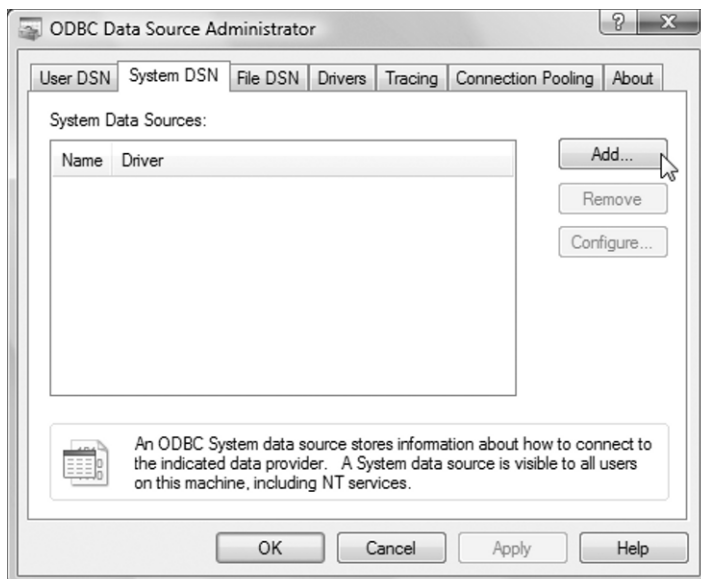 ODBC Data Source Administrator
User DSN System DSN File DSN Drivers Tracing Connection Pooling About
System Data Sources:
Name Driver
Add...
Remove
Configure...
An ODBC System data source stores information about how to connect to
the indicated data provider. A System data source is visible to all users
on this machine, including NT services.
OK Cancel Apply Help